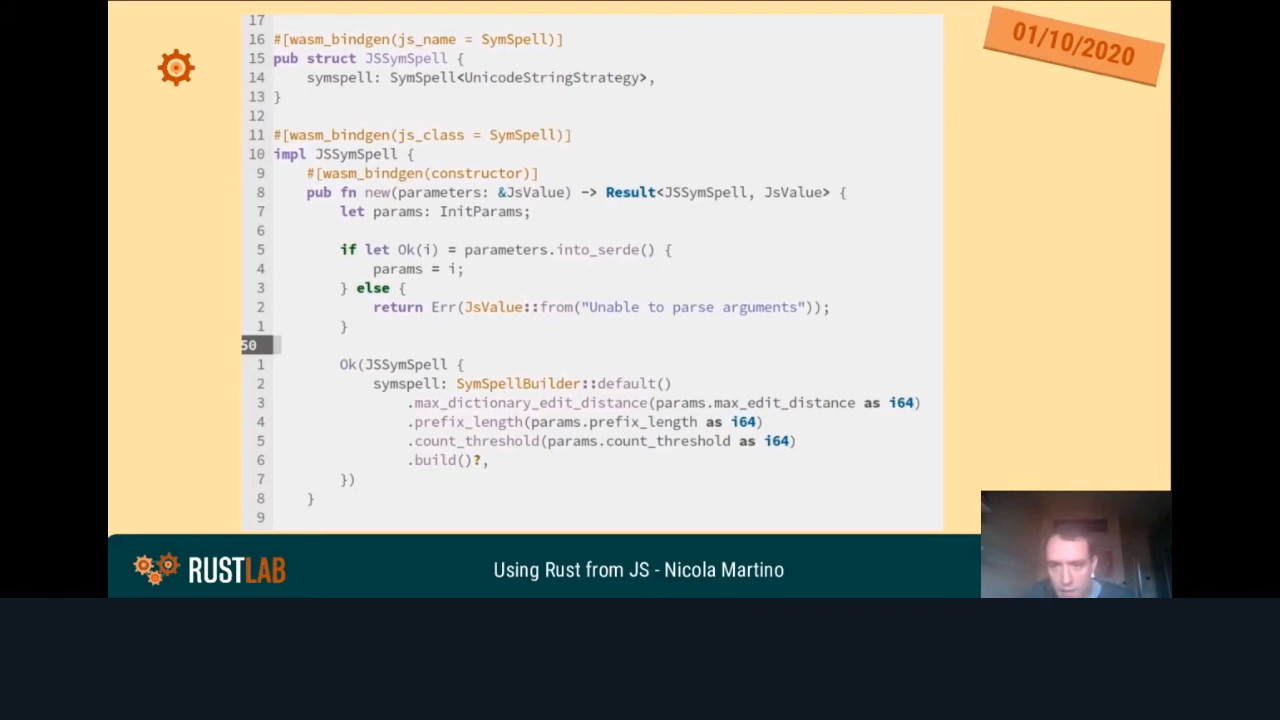 01/10/2020
17
16 #[wasm_bindgen(js_name = SymSpell)]
15 pub struct JSSymSpell {
14     symspell: SymSpell<UnicodeStringStrategy>,
13 }
12
11 #[wasm_bindgen(js_class = SymSpell)]
10 impl JSSymSpell {
9     #[wasm_bindgen(constructor)]
8     pub fn new(parameters: &JsValue) -> Result<JSSymSpell, JsValue> {
7         let params: InitParams;
6
5         if let Ok(i) = parameters.into_serde() {
4             params = i;
3         } else {
2             return Err(JsValue::from("Unable to parse arguments"));
1         }
50
1         Ok(JSSymSpell {
2             symspell: SymSpellBuilder::default()
3                 .max_dictionary_edit_distance(params.max_edit_distance as i64)
4                 .prefix_length(params.prefix_length as i64)
5                 .count_threshold(params.count_threshold as i64)
6                 .build()?,
7         })
8     }
9
RUSTLAB
Using Rust from JS - Nicola Martino